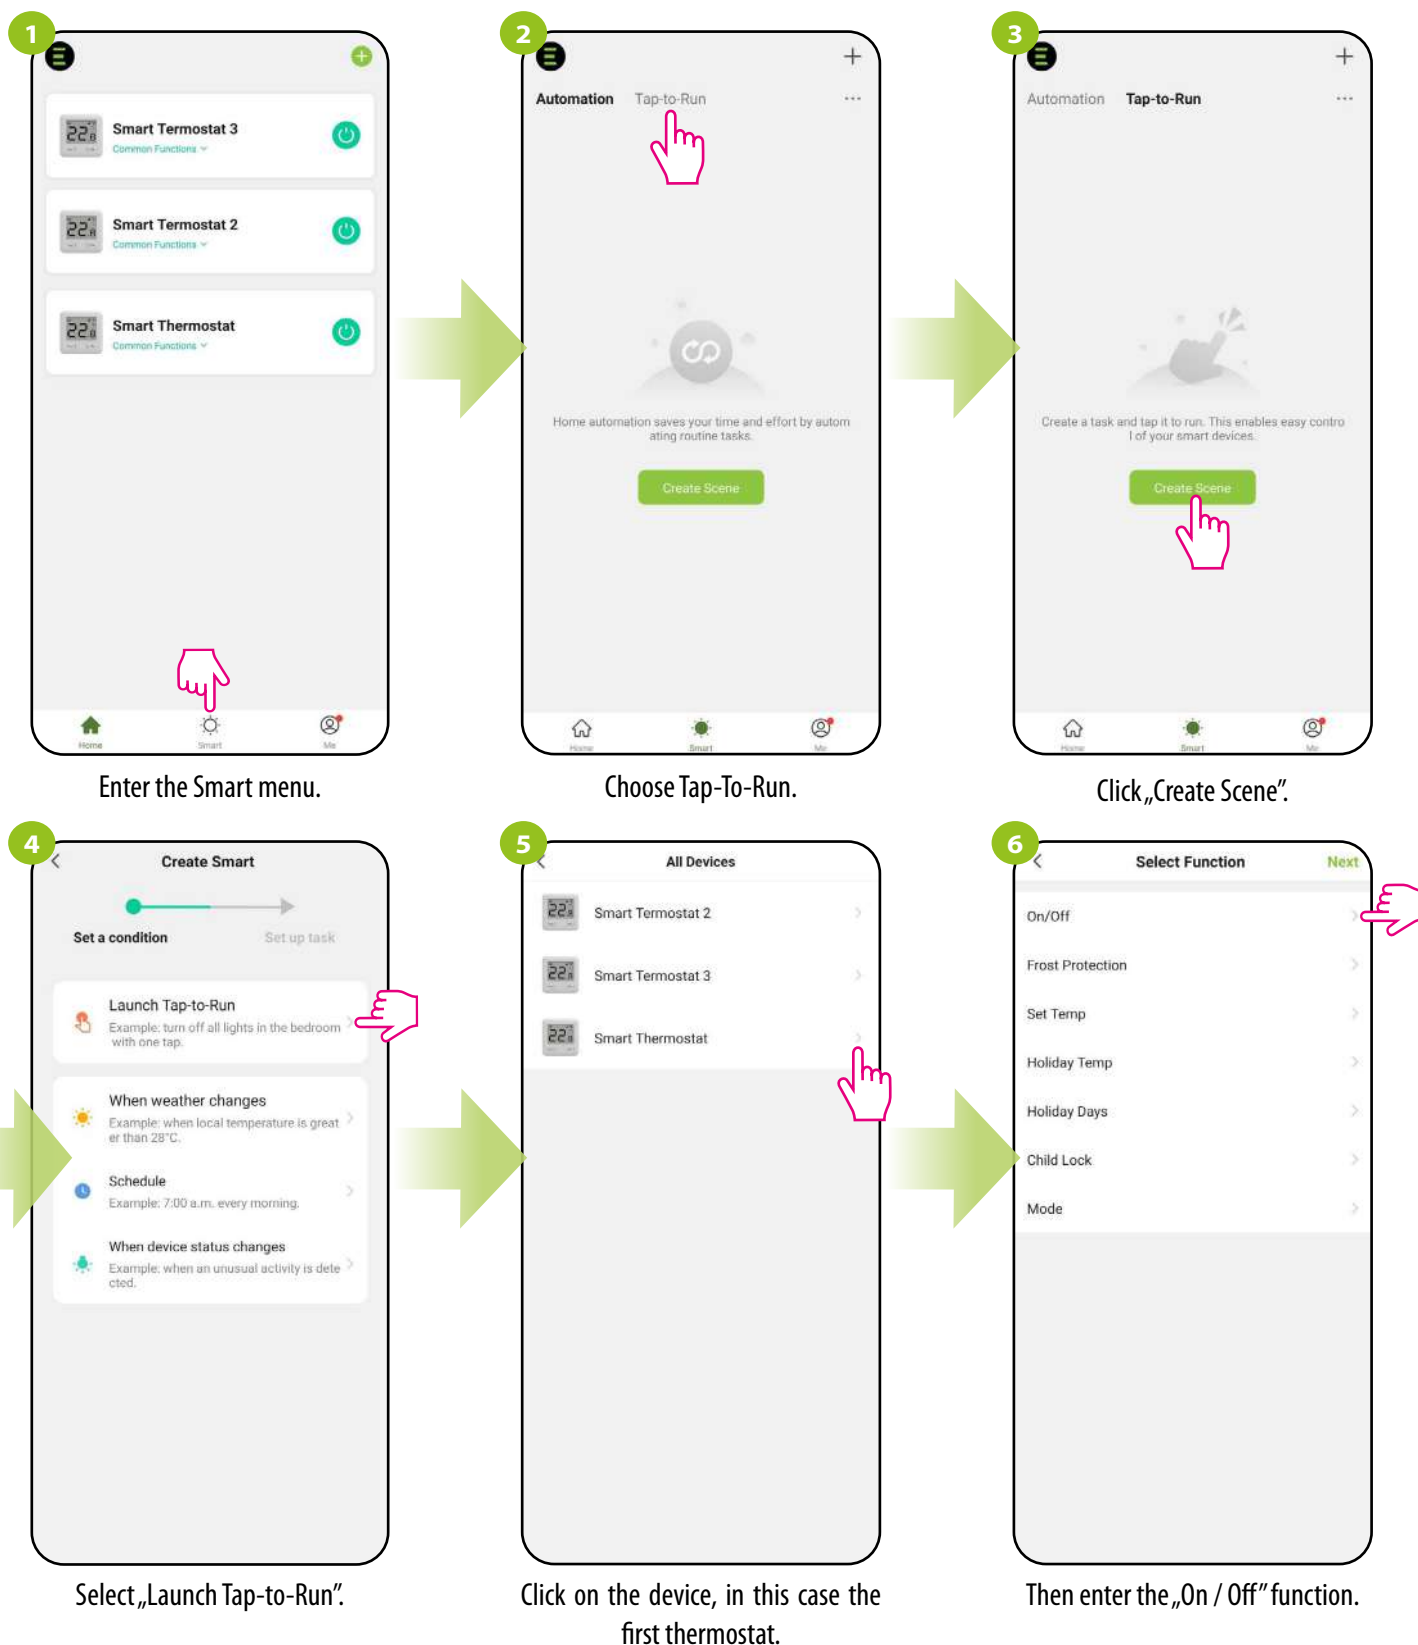 1
Smart Termostat 3
Common Functions
Smart Termostat 2
Common Functions
Smart Thermostat
Common Functions
Home
Smart
Me
Enter the Smart menu.
2
Automation Tap-to-Run
Home automation saves your time and effort by autom
ating routine tasks.
Create Scene
Home
Smart
Me
Choose Tap-To-Run.
3
Automation Tap-to-Run
Create a task and tap it to run. This enables easy contro
l of your smart devices.
Create Scene
Home
Smart
Me
Click „Create Scene”.
4
Create Smart
Set a condition Set up task
Launch Tap-to-Run
Example: turn off all lights in the bedroom
with one tap.
When weather changes
Example: when local temperature is great
er than 28°C.
Schedule
Example: 7:00 a.m. every morning.
When device status changes
Example: when an unusual activity is dete
cted.
Select „Launch Tap-to-Run”.
5
All Devices
Smart Termostat 2
Smart Termostat 3
Smart Thermostat
Click on the device, in this case the
first thermostat.
6
Select Function Next
On/Off
Frost Protection
Set Temp
Holiday Temp
Holiday Days
Child Lock
Mode
Then enter the „On / Off” function.